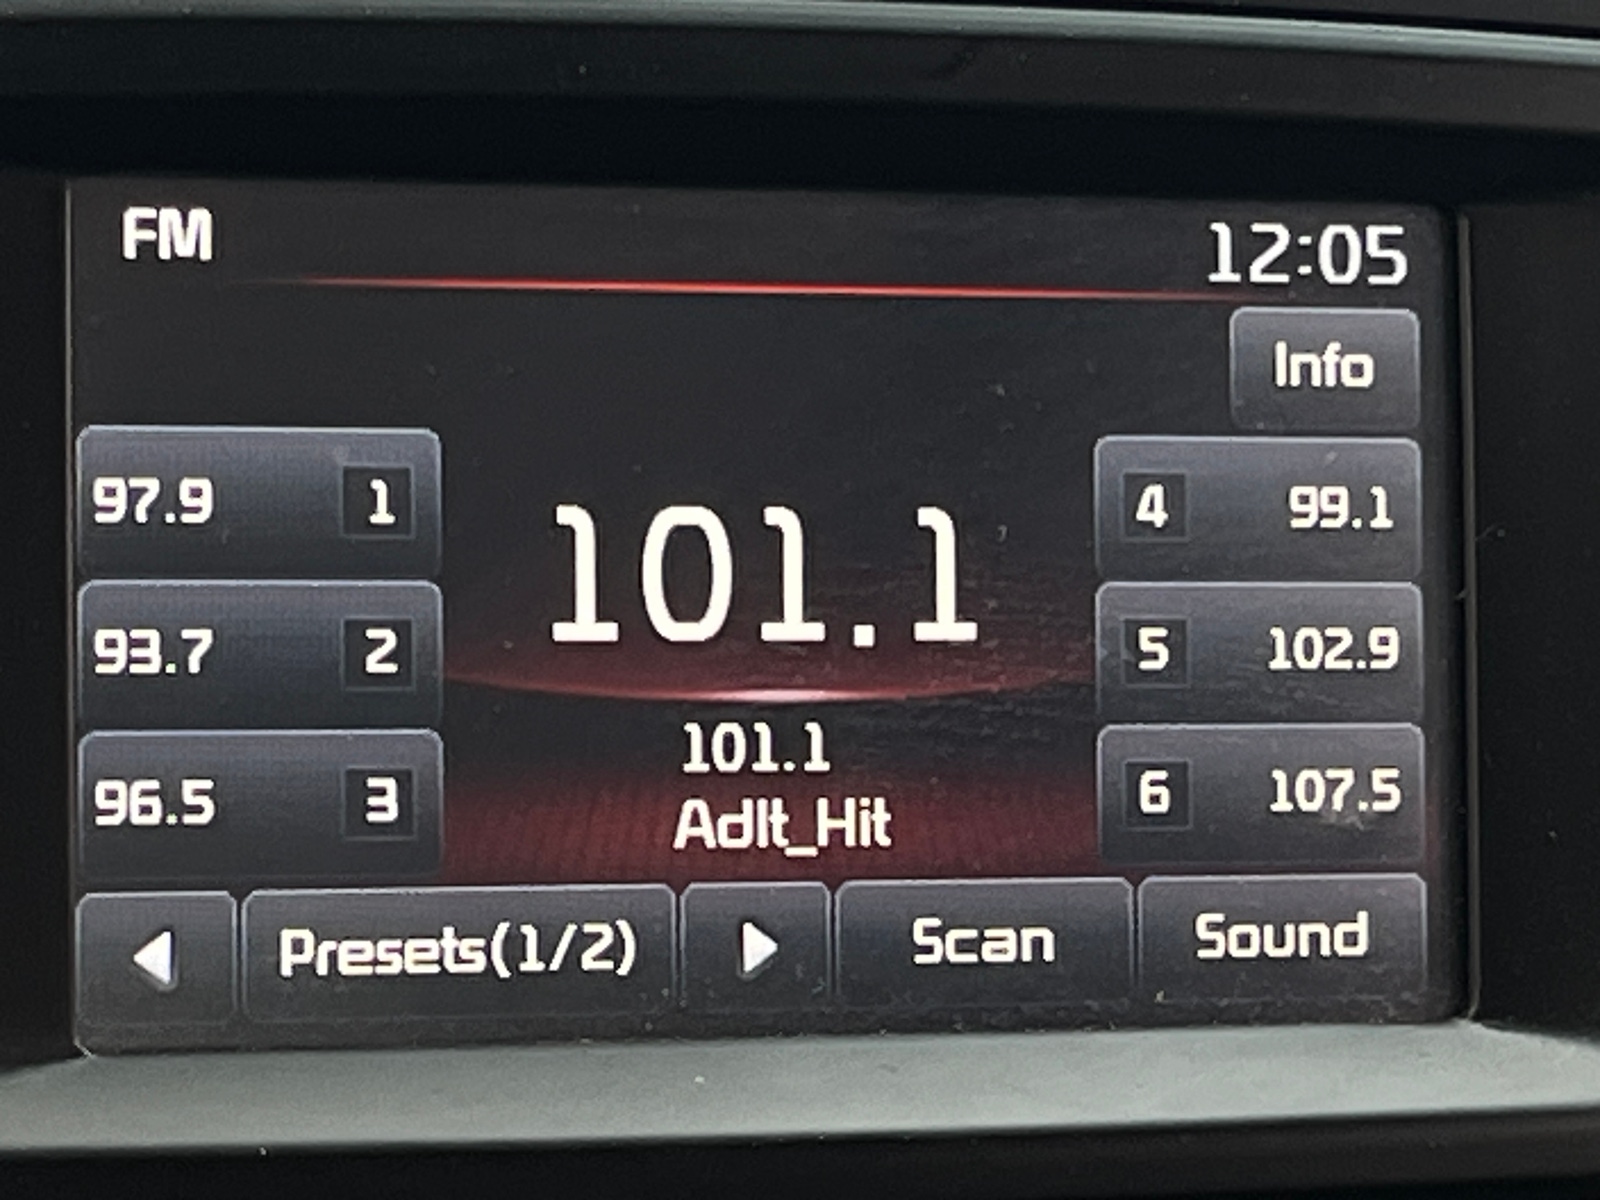 FM
12:05
Info
97.9 1
93.7 2
96.5 3
101.1
101.1
Adlt_Hit
4 99.1
5 102.9
6 107.5
Presets(1/2)
Scan
Sound